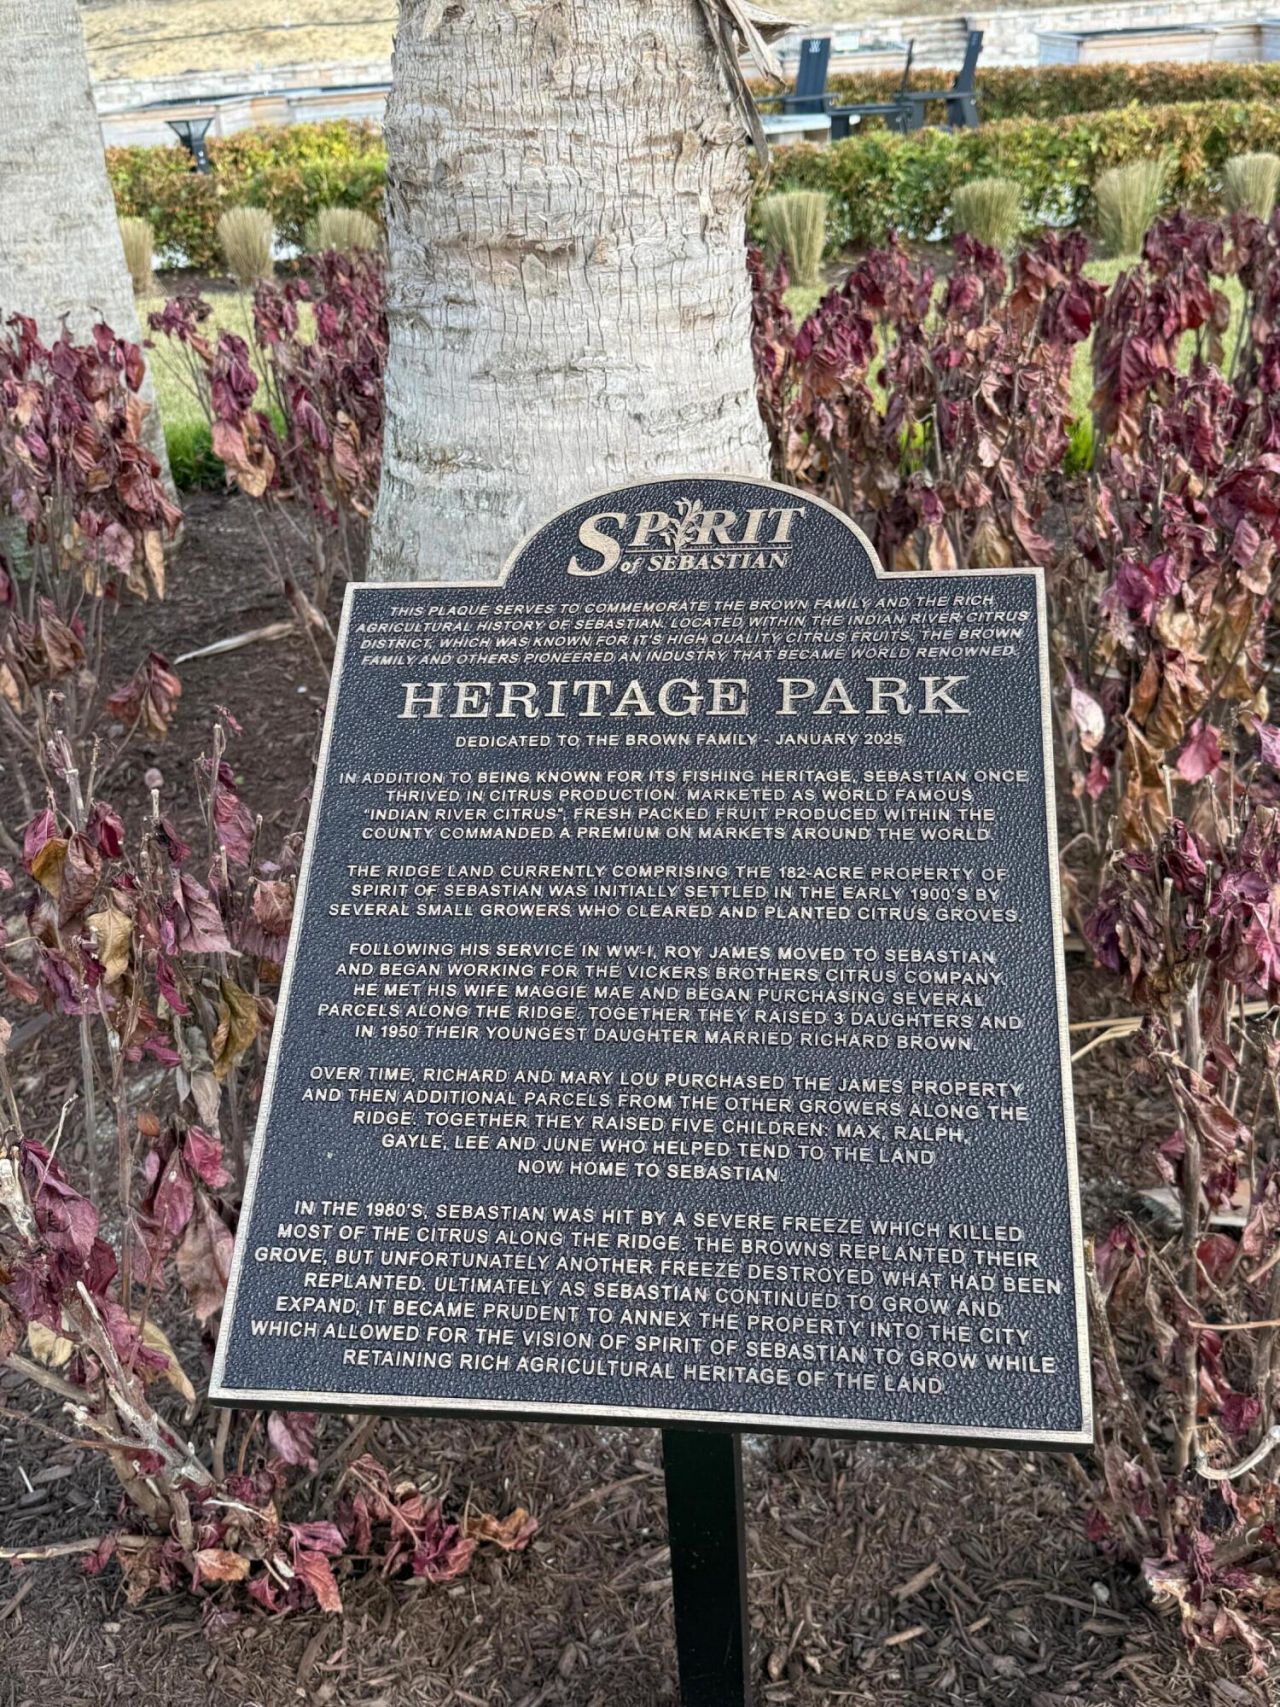 SPIRIT
of SEBASTIAN
THIS PLAQUE SERVES TO COMMEMORATE THE BROWN FAMILY AND THE RICH
AGRICULTURAL HISTORY OF SEBASTIAN. LOCATED WITHIN THE INDIAN RIVER CITRUS
DISTRICT, WHICH WAS KNOWN FOR IT'S HIGH QUALITY CITRUS FRUITS, THE BROWN
FAMILY AND OTHERS PIONEERED AN INDUSTRY THAT BECAME WORLD RENOWNED.
HERITAGE PARK
DEDICATED TO THE BROWN FAMILY - JANUARY 2025
IN ADDITION TO BEING KNOWN FOR ITS FISHING HERITAGE, SEBASTIAN ONCE
THRIVED IN CITRUS PRODUCTION. MARKETED AS WORLD FAMOUS
"INDIAN RIVER CITRUS", FRESH PACKED FRUIT PRODUCED WITHIN THE
COUNTY COMMANDED A PREMIUM ON MARKETS AROUND THE WORLD.
THE RIDGE LAND CURRENTLY COMPRISING THE 182-ACRE PROPERTY OF
SPIRIT OF SEBASTIAN WAS INITIALLY SETTLED IN THE EARLY 1900'S BY
SEVERAL SMALL GROWERS WHO CLEARED AND PLANTED CITRUS GROVES.
FOLLOWING HIS SERVICE IN WW-I, ROY JAMES MOVED TO SEBASTIAN
AND BEGAN WORKING FOR THE VICKERS BROTHERS CITRUS COMPANY.
HE MET HIS WIFE MAGGIE MAE AND BEGAN PURCHASING SEVERAL
PARCELS ALONG THE RIDGE. TOGETHER THEY RAISED 3 DAUGHTERS AND
IN 1950 THEIR YOUNGEST DAUGHTER MARRIED RICHARD BROWN.
OVER TIME, RICHARD AND MARY LOU PURCHASED THE JAMES PROPERTY
AND THEN ADDITIONAL PARCELS FROM THE OTHER GROWERS ALONG THE
RIDGE. TOGETHER THEY RAISED FIVE CHILDREN: MAX, RALPH,
GAYLE, LEE AND JUNE WHO HELPED TEND TO THE LAND
NOW HOME TO SEBASTIAN.
IN THE 1980'S, SEBASTIAN WAS HIT BY A SEVERE FREEZE WHICH KILLED
MOST OF THE CITRUS ALONG THE RIDGE. THE BROWNS REPLANTED THEIR
GROVE, BUT UNFORTUNATELY ANOTHER FREEZE DESTROYED WHAT HAD BEEN
REPLANTED. ULTIMATELY AS SEBASTIAN CONTINUED TO GROW AND
EXPAND, IT BECAME PRUDENT TO ANNEX THE PROPERTY INTO THE CITY
WHICH ALLOWED FOR THE VISION OF SPIRIT OF SEBASTIAN TO GROW WHILE
RETAINING RICH AGRICULTURAL HERITAGE OF THE LAND